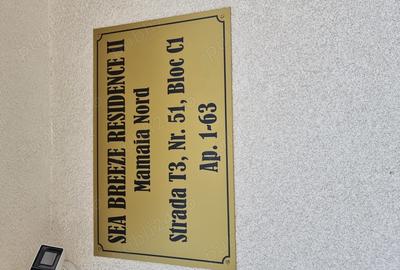 SEA BREEZE RESIDENCE II
Mamaia Nord
Strada T3, Nr. 51, Bloc C1
Ap. 1-63